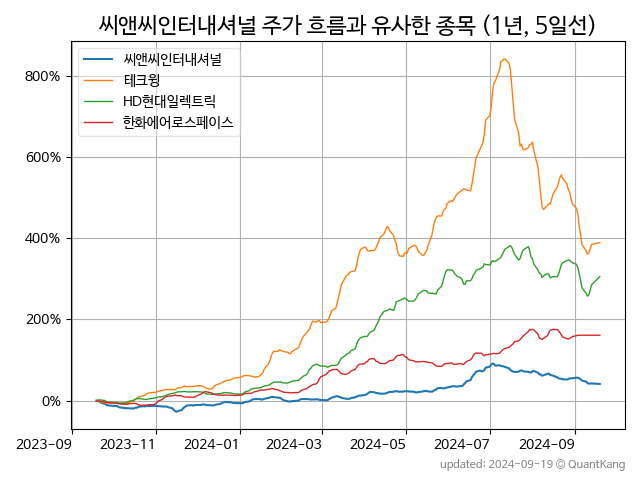 씨앤씨인터내셔널 주가 흐름과 유사한 종목 (1년, 5일선)
씨앤씨인터내셔널
테크윙
HD현대일렉트릭
한화에어로스페이스
800%
600%
400%
200%
0%
2023-09 2023-11 2024-01 2024-03 2024-05 2024-07 2024-09
updated: 2024-09-19 © QuantKang